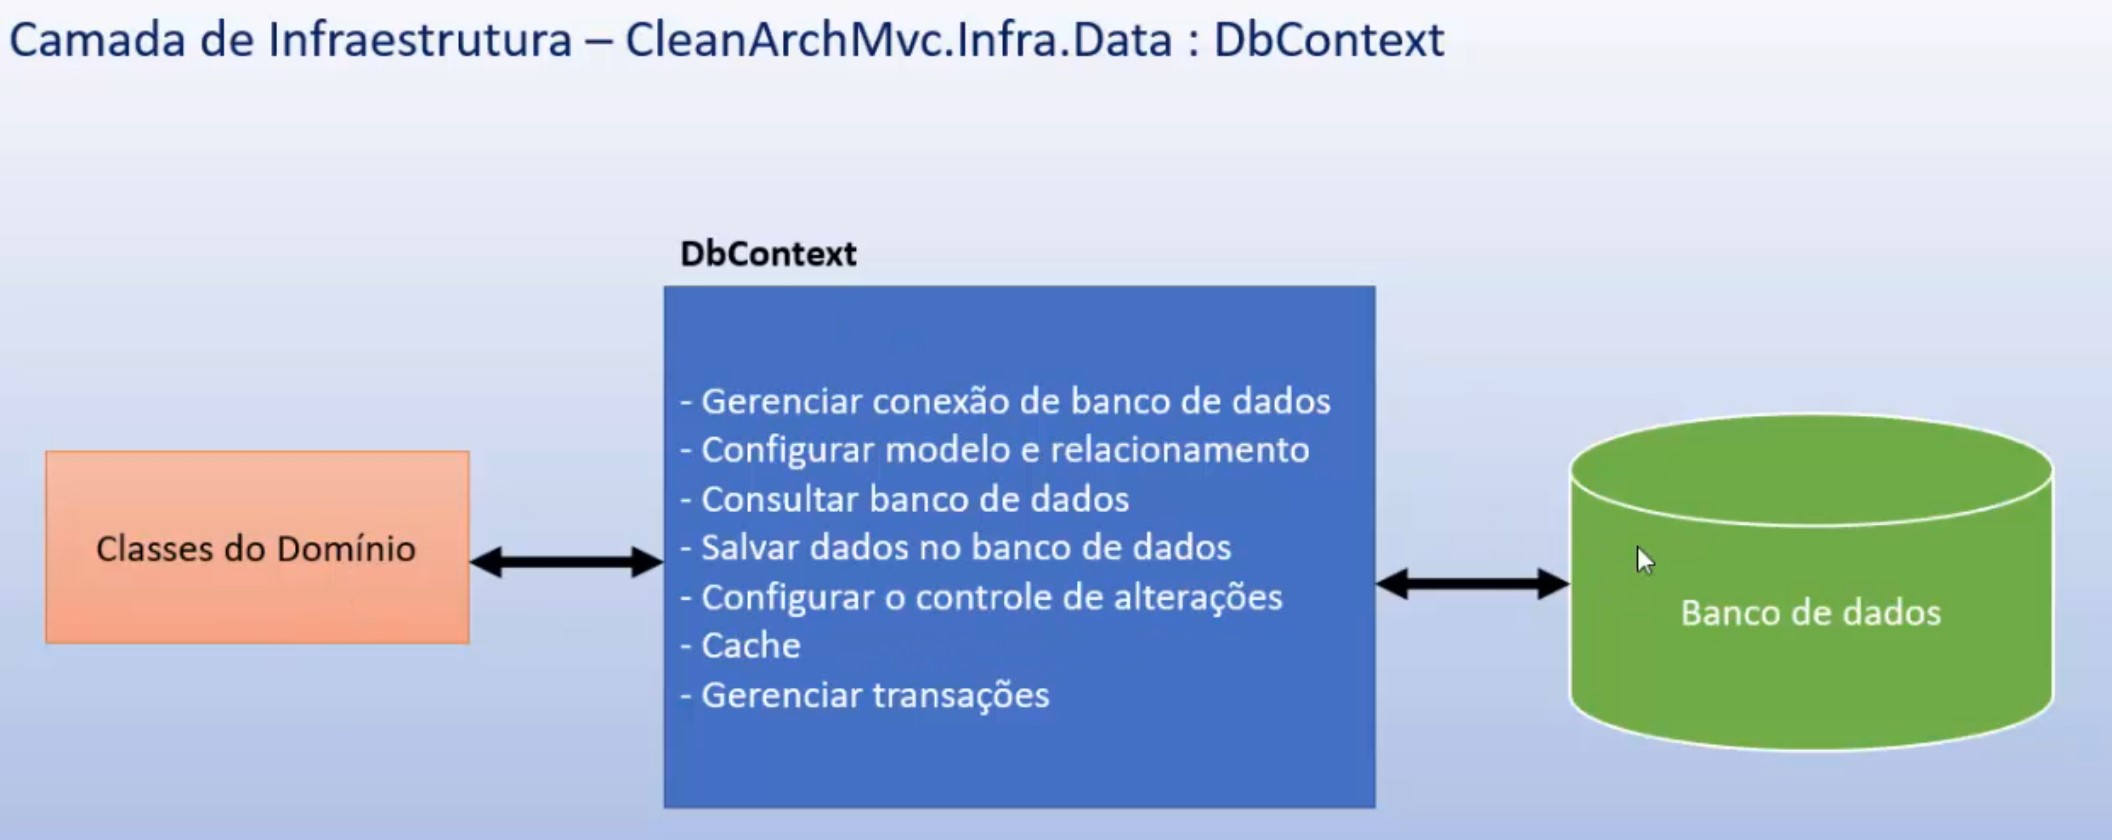 Camada de Infraestrutura – CleanArchMvc.Infra.Data : DbContext
DbContext
- Gerenciar conexão de banco de dados
- Configurar modelo e relacionamento
- Consultar banco de dados
- Salvar dados no banco de dados
- Configurar o controle de alterações
- Cache
- Gerenciar transações
Classes do Domínio
Banco de dados